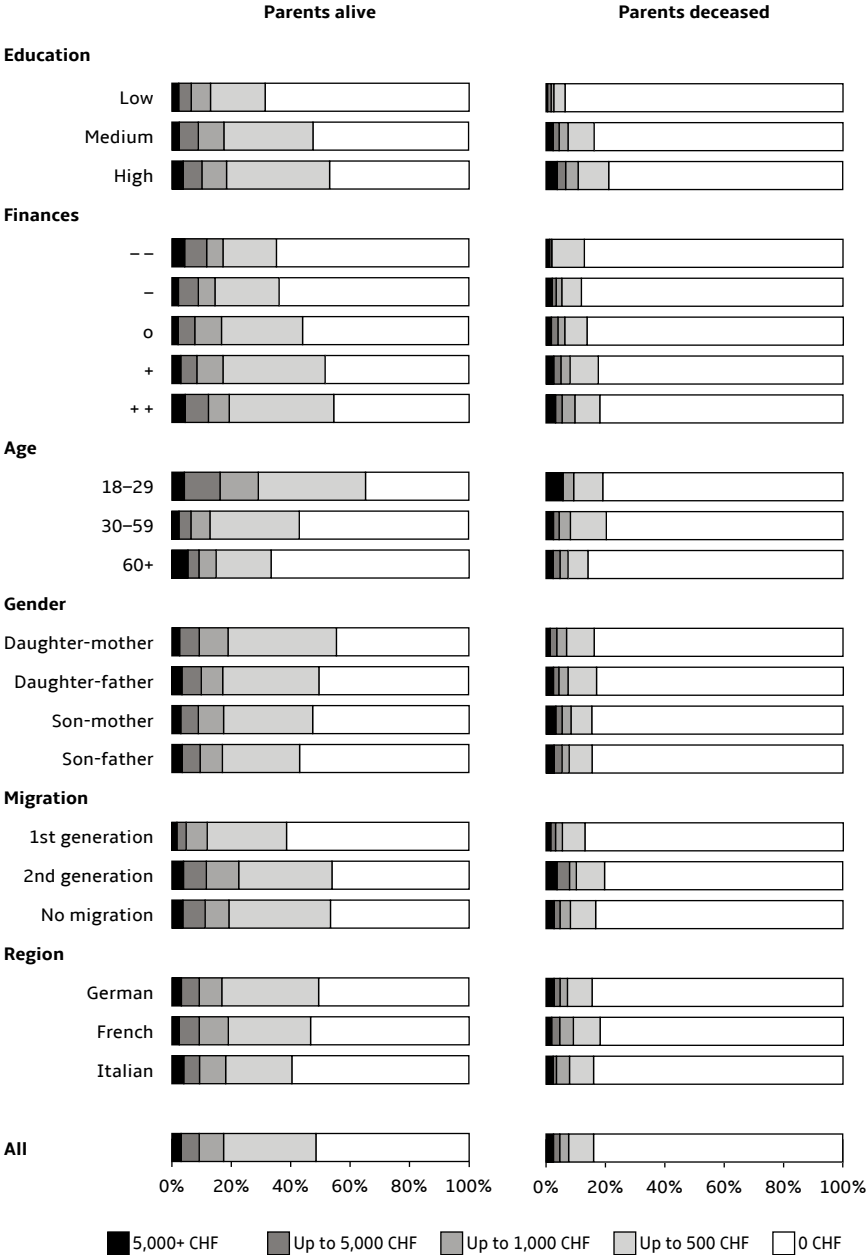 Parents alive Parents deceased
Education
Low
Medium
High
Finances
– –
–
o
+
+ +
Age
18–29
30–59
60+
Gender
Daughter-mother
Daughter-father
Son-mother
Son-father
Migration
1st generation
2nd generation
No migration
Region
German
French
Italian
All
0% 20% 40% 60% 80% 100% 0% 20% 40% 60% 80% 100%
5,000+ CHF Up to 5,000 CHF Up to 1,000 CHF Up to 500 CHF 0 CHF